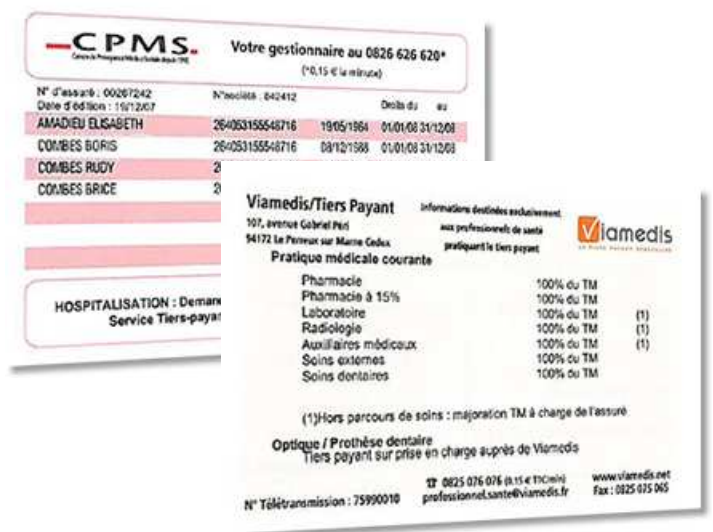 CPMS
Votre gestionnaire au 0826 626 620*
(*0,15 € la minute)
N° d'assuré : 00267242
N°société : 842412
Date d'édition : 19/12/07
Droits du au
AMADIEU ELISABETH 264053155548716 19/05/1964 01/01/08 31/12/08
COMBES BORIS 264053155548716 08/12/1988 01/01/08 31/12/08
COMBES RUDY 2
COMBES BRICE 2
HOSPITALISATION : Deman
Service Tiers-paya
Viamedis/Tiers Payant
107, avenue Gabriel Péri
94172 Le Perreux sur Marne Cedex
Informations destinées exclusivement
aux professionnels de santé
pratiquant le tiers payant
Viamedis
Pratique médicale courante
Pharmacie 100% du TM
Pharmacie à 15% 100% du TM
Laboratoire 100% du TM (1)
Radiologie 100% du TM (1)
Auxiliaires médicaux 100% du TM (1)
Soins externes 100% du TM
Soins dentaires 100% du TM
(1)Hors parcours de soins : majoration TM à charge de l'assuré
Optique / Prothèse dentaire
Tiers payant sur prise en charge auprès de Viamedis
N° Télétransmission : 75990010
☎ 0825 076 076 (0.15 € TTC/min)
professionnel.sante@viamedis.fr
www.viamedis.net
Fax : 0825 075 065